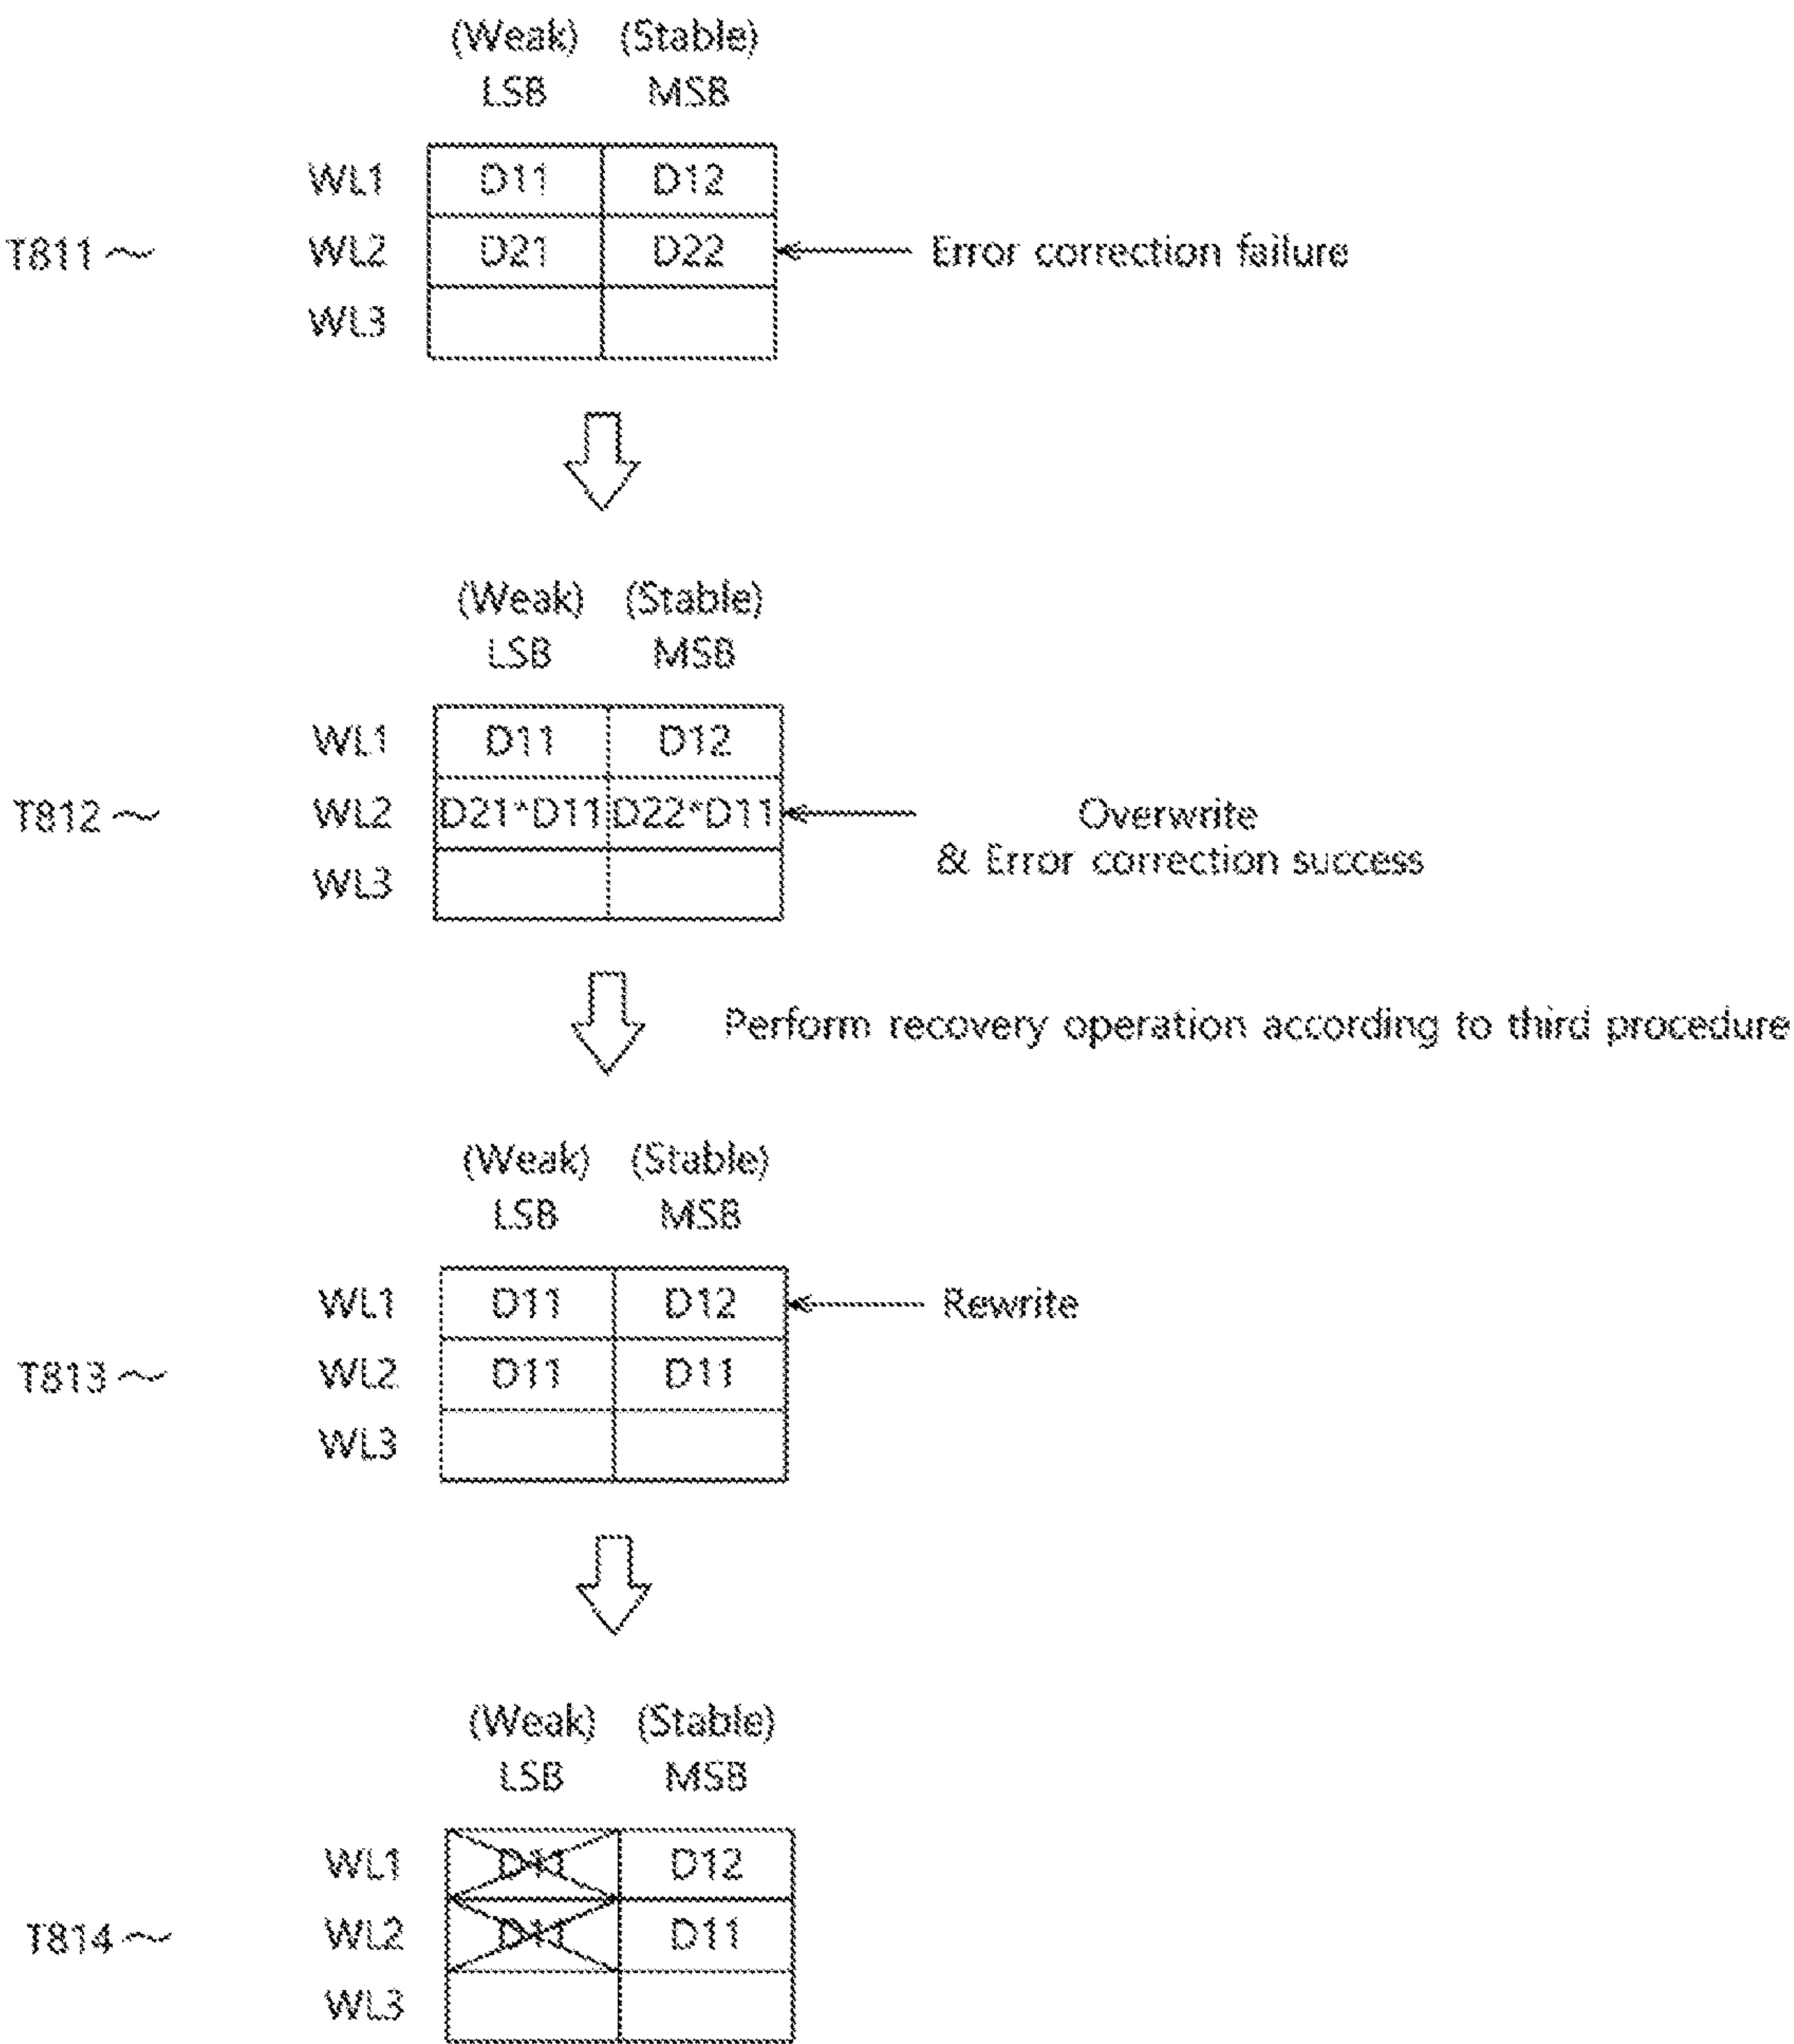 (Weak) (Stable)
LSB MSB
WL1 D11 D12
T811 WL2 D21 D22 Error correction failure
WL3
(Weak) (Stable)
LSB MSB
WL1 D11 D12
T812 WL2 D21*D11 D22*D11 Overwrite
& Error correction success
WL3
Perform recovery operation according to third procedure
(Weak) (Stable)
LSB MSB
WL1 D11 D12 Rewrite
T813 WL2 D11 D11
WL3
(Weak) (Stable)
LSB MSB
WL1 D11 D12
T814 WL2 D11 D11
WL3